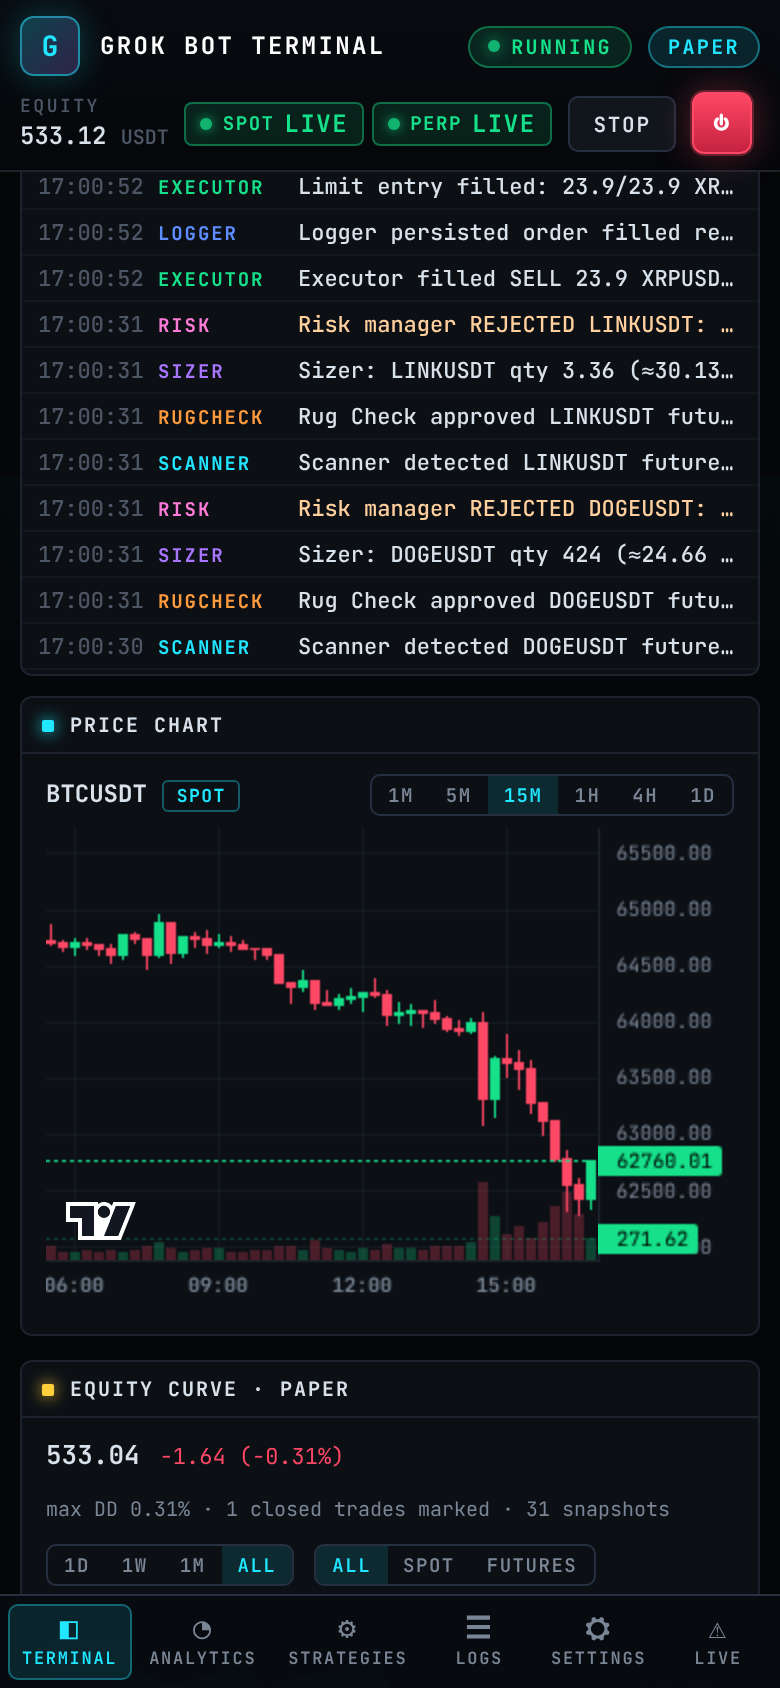 G GROK BOT TERMINAL RUNNING PAPER
EQUITY
533.12 USDT SPOT LIVE PERP LIVE STOP
17:00:52 EXECUTOR Limit entry filled: 23.9/23.9 XR…
17:00:52 LOGGER Logger persisted order filled re…
17:00:52 EXECUTOR Executor filled SELL 23.9 XRPUSD…
17:00:31 RISK Risk manager REJECTED LINKUSDT: …
17:00:31 SIZER Sizer: LINKUSDT qty 3.36 (≈30.13…
17:00:31 RUGCHECK Rug Check approved LINKUSDT futu…
17:00:31 SCANNER Scanner detected LINKUSDT future…
17:00:31 RISK Risk manager REJECTED DOGEUSDT: …
17:00:31 SIZER Sizer: DOGEUSDT qty 424 (≈24.66 …
17:00:31 RUGCHECK Rug Check approved DOGEUSDT futu…
17:00:30 SCANNER Scanner detected DOGEUSDT future…
PRICE CHART
BTCUSDT SPOT 1M 5M 15M 1H 4H 1D
65500.00
65000.00
64500.00
64000.00
63500.00
63000.00
62760.01
62500.00
271.62
06:00 09:00 12:00 15:00
EQUITY CURVE · PAPER
533.04 -1.64 (-0.31%)
max DD 0.31% · 1 closed trades marked · 31 snapshots
1D 1W 1M ALL ALL SPOT FUTURES
TERMINAL ANALYTICS STRATEGIES LOGS SETTINGS LIVE